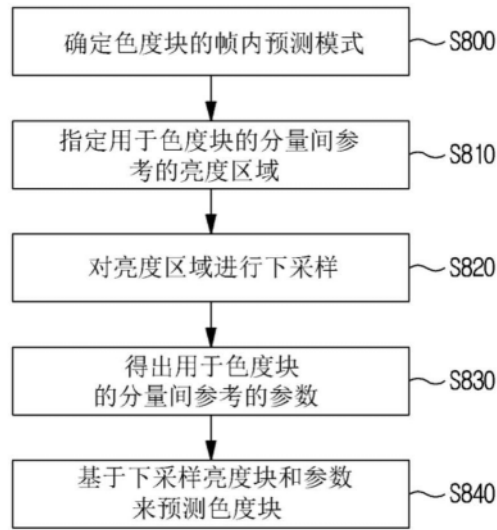 确定色度块的帧内预测模式
S800
指定用于色度块的分量间参
考的亮度区域
S810
对亮度区域进行下采样
S820
得出用于色度块
的分量间参考的参数
S830
基于下采样亮度块和参数
来预测色度块
S840